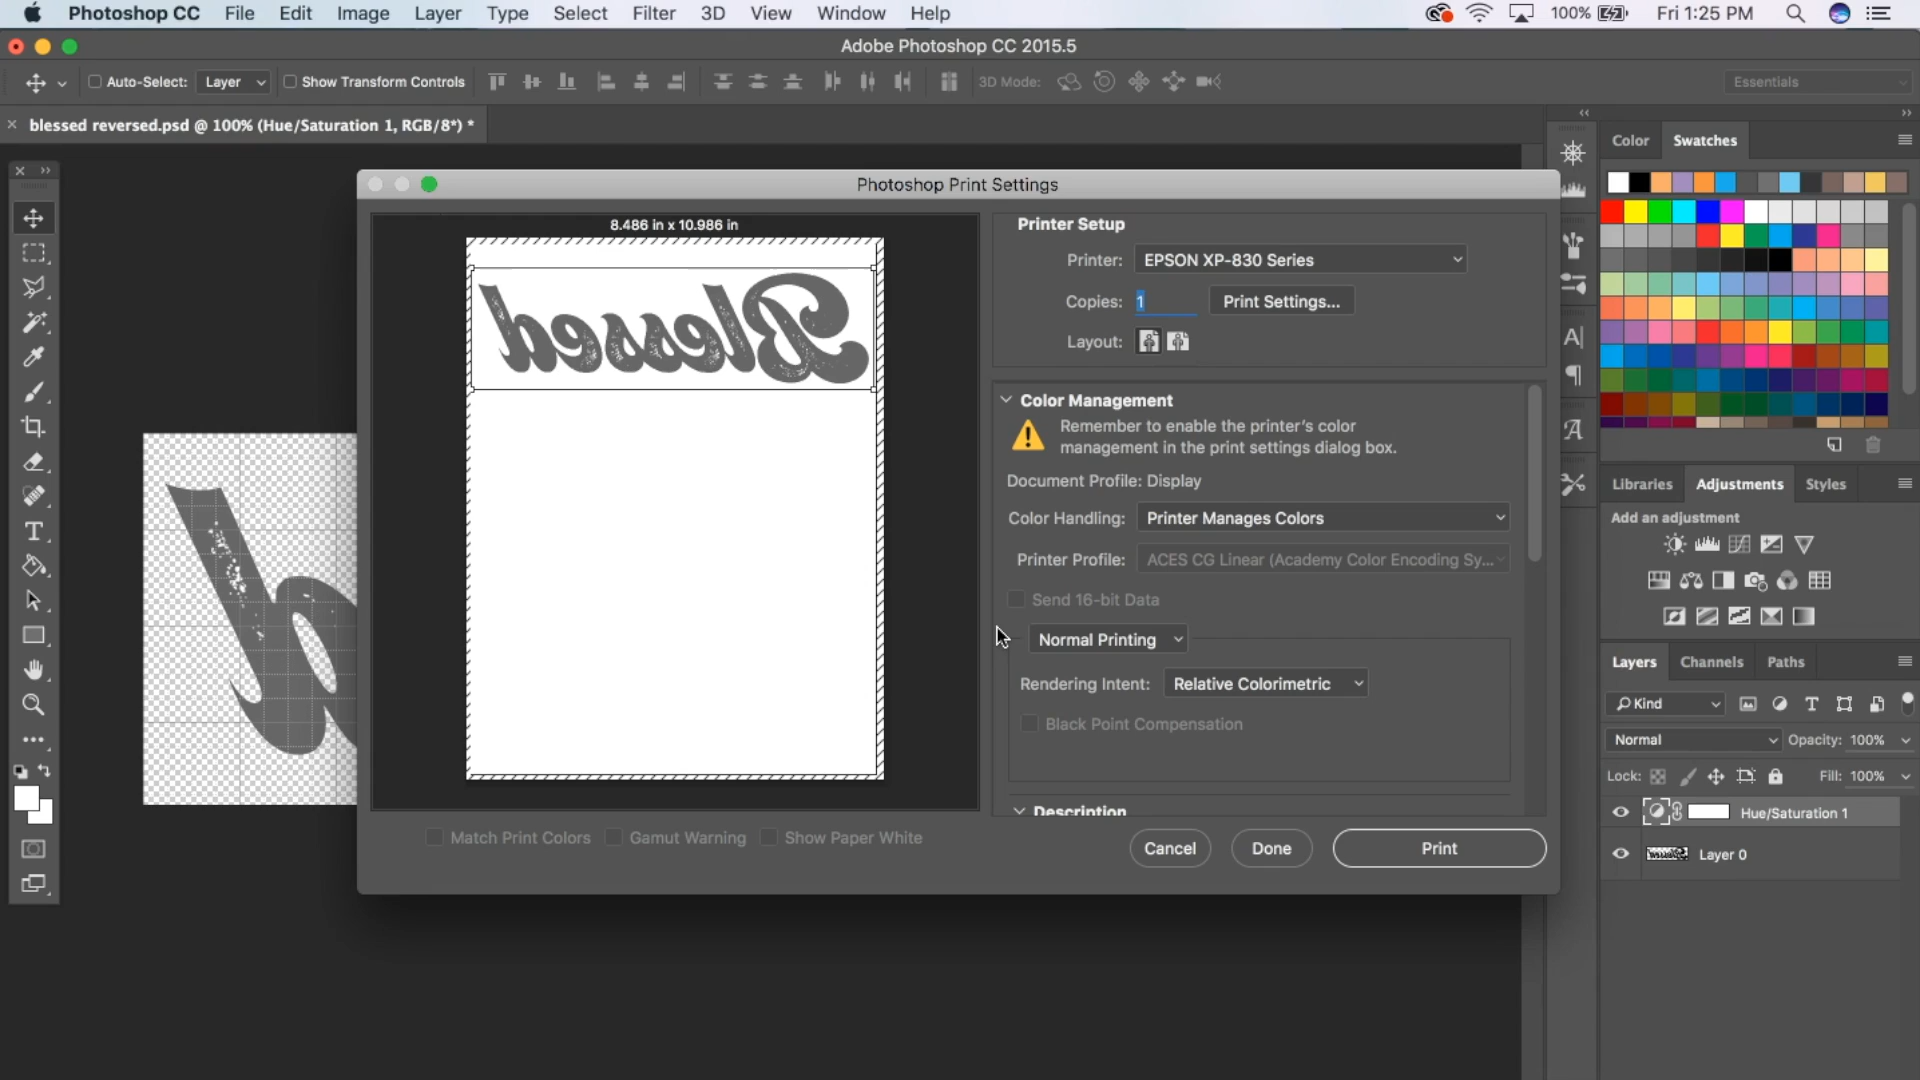 Photoshop CC File Edit Image Layer Type Select Filter 3D View Window Help 100% Fri 1:25 PM
Adobe Photoshop CC 2015.5
Auto-Select: Layer Show Transform Controls 3D Mode: Essentials
blessed reversed.psd @ 100% (Hue/Saturation 1, RGB/8*) *
Photoshop Print Settings
8.486 in x 10.986 in
Blessed
Printer Setup
Printer: EPSON XP-830 Series
Copies: 1 Print Settings...
Layout:
Color Management
Remember to enable the printer's color
management in the print settings dialog box.
Document Profile: Display
Color Handling: Printer Manages Colors
Printer Profile: ACES CG Linear (Academy Color Encoding Sy...
Send 16-bit Data
Normal Printing
Rendering Intent: Relative Colorimetric
Black Point Compensation
Description
Match Print Colors Gamut Warning Show Paper White
Cancel Done Print
Color Swatches
Libraries Adjustments Styles
Add an adjustment
Layers Channels Paths
Kind
Normal Opacity: 100%
Lock: Fill: 100%
Hue/Saturation 1
Layer 0